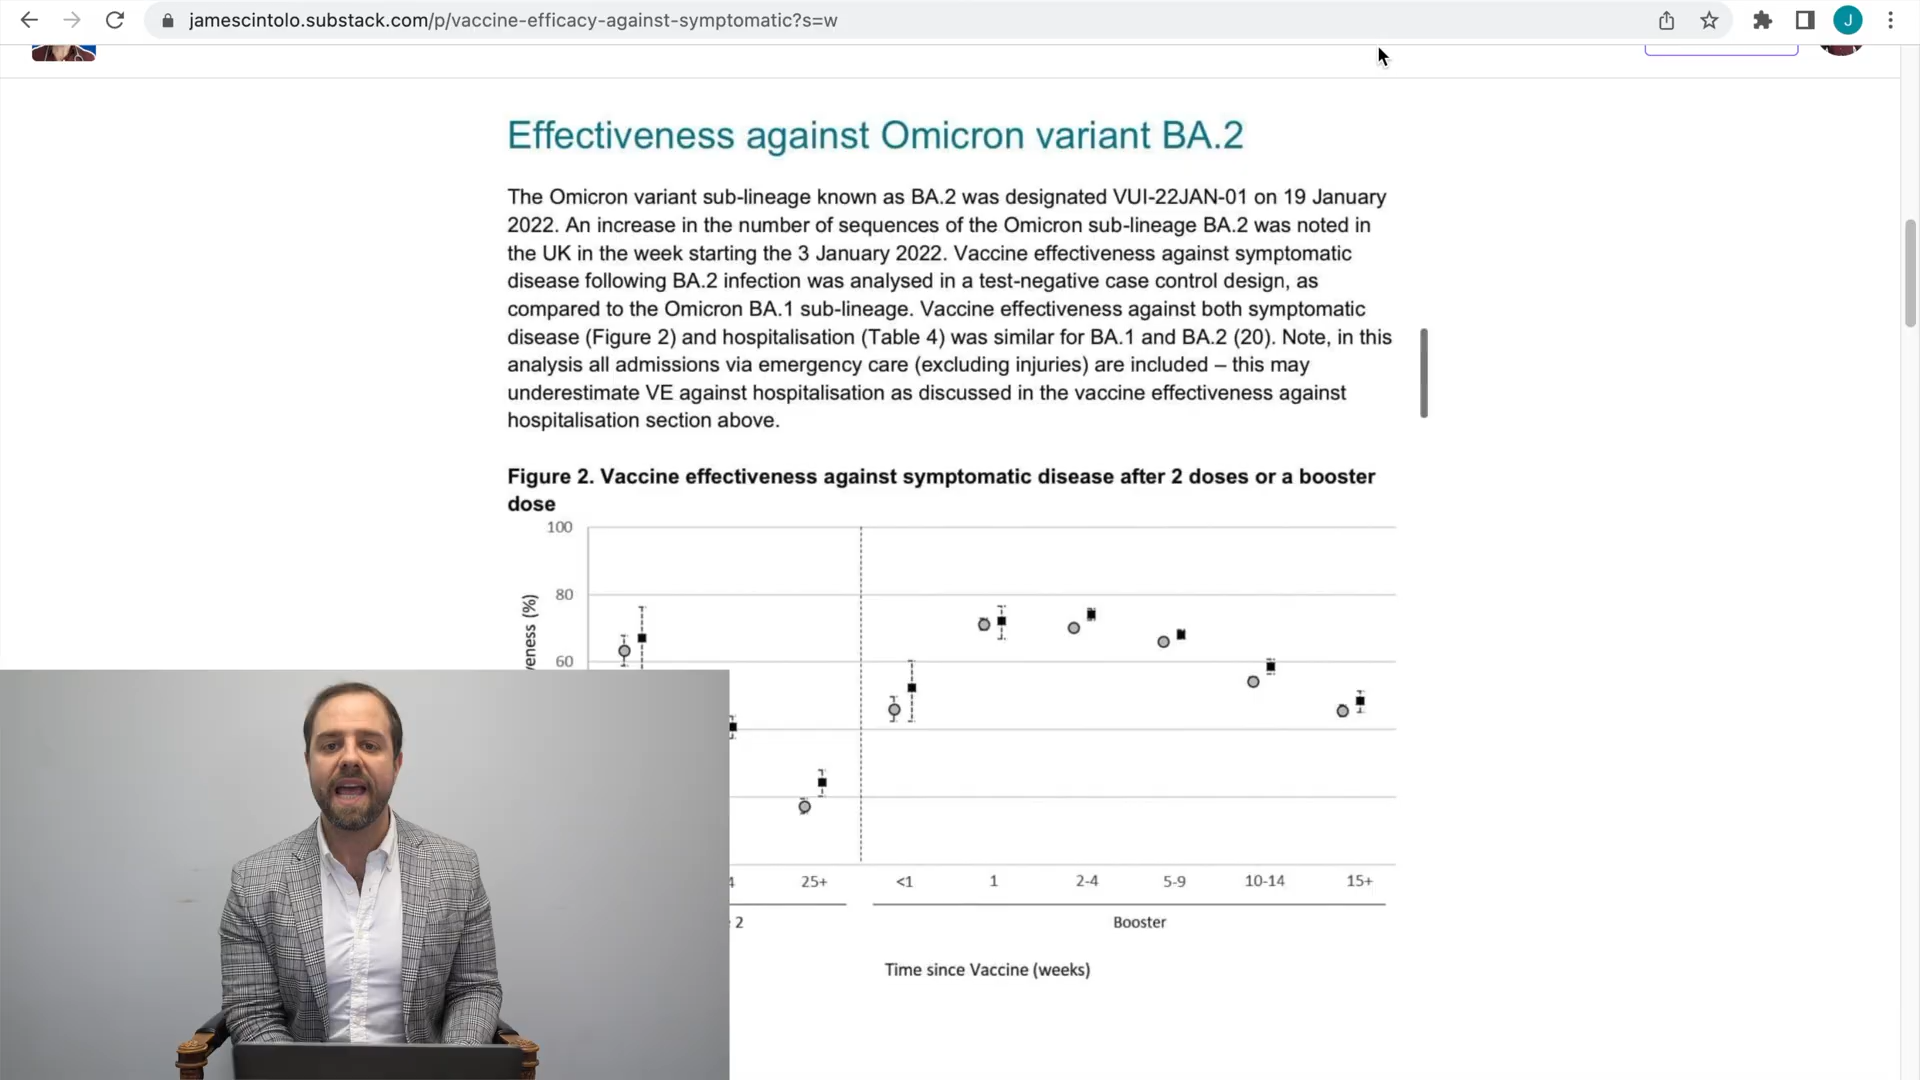 jamescintolo.substack.com/p/vaccine-efficacy-against-symptomatic?s=w
J
Effectiveness against Omicron variant BA.2
The Omicron variant sub-lineage known as BA.2 was designated VUI-22JAN-01 on 19 January
2022. An increase in the number of sequences of the Omicron sub-lineage BA.2 was noted in
the UK in the week starting the 3 January 2022. Vaccine effectiveness against symptomatic
disease following BA.2 infection was analysed in a test-negative case control design, as
compared to the Omicron BA.1 sub-lineage. Vaccine effectiveness against both symptomatic
disease (Figure 2) and hospitalisation (Table 4) was similar for BA.1 and BA.2 (20). Note, in this
analysis all admissions via emergency care (excluding injuries) are included – this may
underestimate VE against hospitalisation as discussed in the vaccine effectiveness against
hospitalisation section above.
Figure 2. Vaccine effectiveness against symptomatic disease after 2 doses or a booster
dose
100
80
60
veness (%)
4 25+ <1 1 2-4 5-9 10-14 15+
2 Booster
Time since Vaccine (weeks)